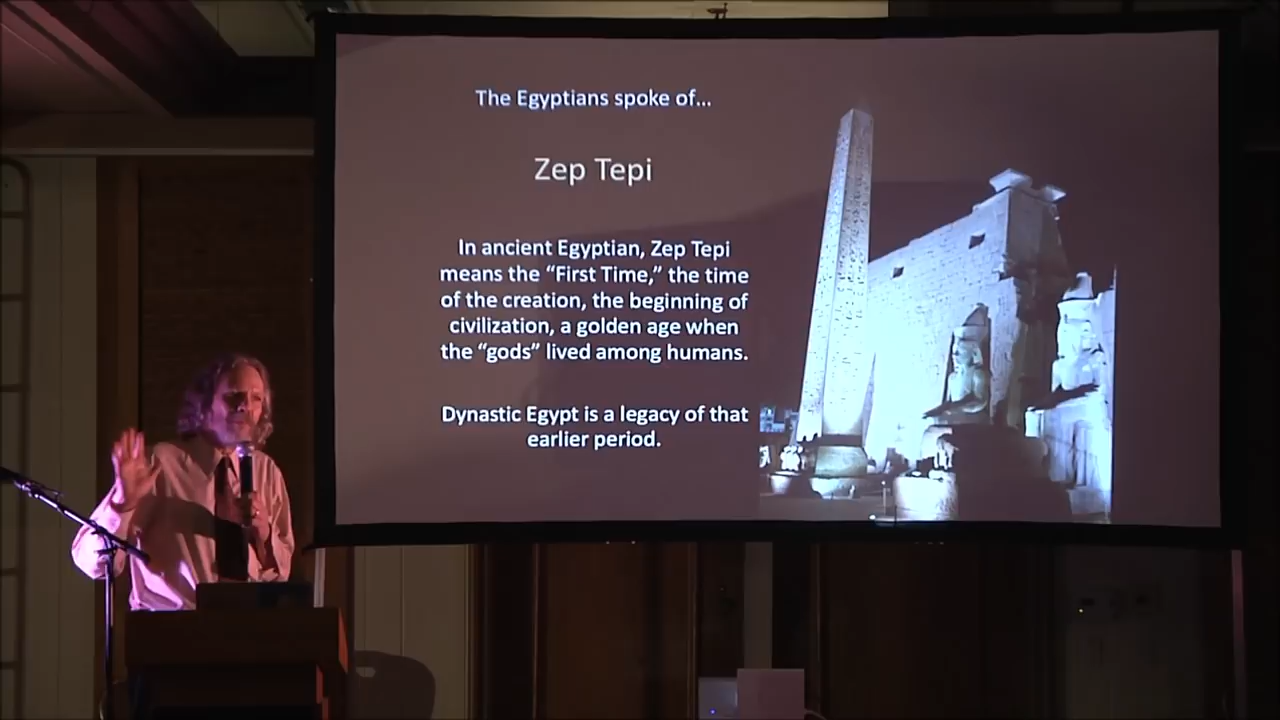 The Egyptians spoke of...
Zep Tepi
In ancient Egyptian, Zep Tepi
means the “First Time,” the time
of the creation, the beginning of
civilization, a golden age when
the “gods” lived among humans.
Dynastic Egypt is a legacy of that
earlier period.